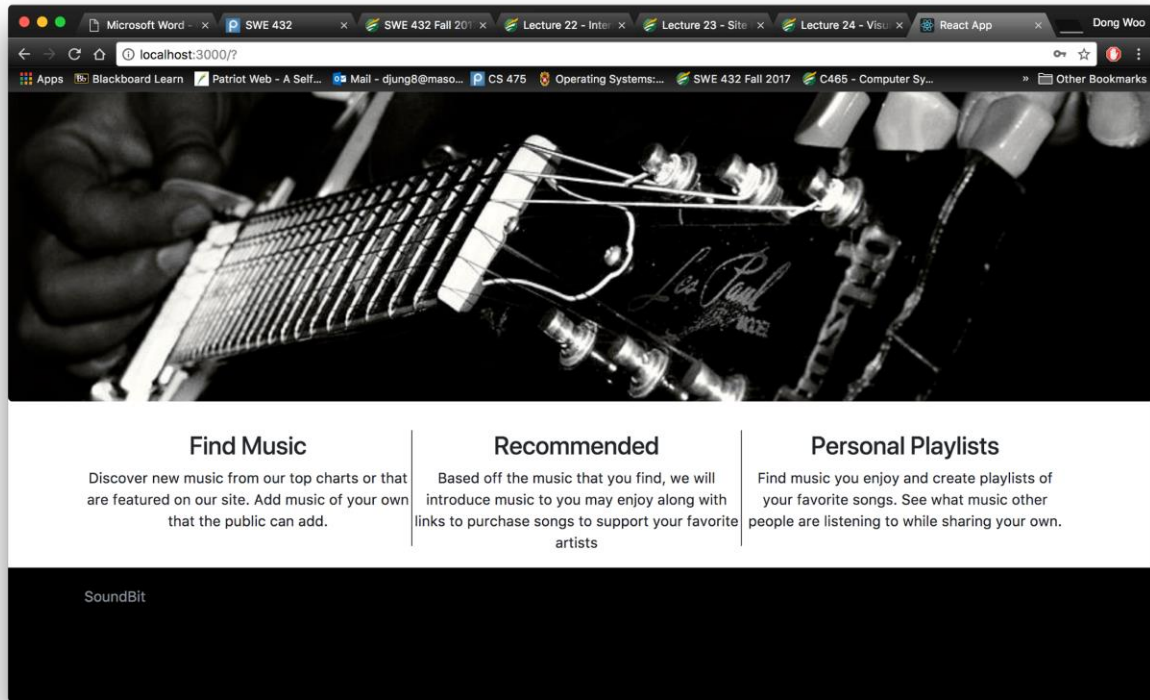 Microsoft Word -
SWE 432
SWE 432 Fall 201
Lecture 22 - Inter
Lecture 23 - Site
Lecture 24 - Visu
React App
Dong Woo
localhost:3000/?
Apps
Blackboard Learn
Patriot Web - A Self...
Mail - djung8@maso...
CS 475
Operating Systems:...
SWE 432 Fall 2017
C465 - Computer Sy...
» Other Bookmarks
Les Paul
MODEL
Find Music
Discover new music from our top charts or that
are featured on our site. Add music of your own
that the public can add.
Recommended
Based off the music that you find, we will
introduce music to you may enjoy along with
links to purchase songs to support your favorite
artists
Personal Playlists
Find music you enjoy and create playlists of
your favorite songs. See what music other
people are listening to while sharing your own.
SoundBit